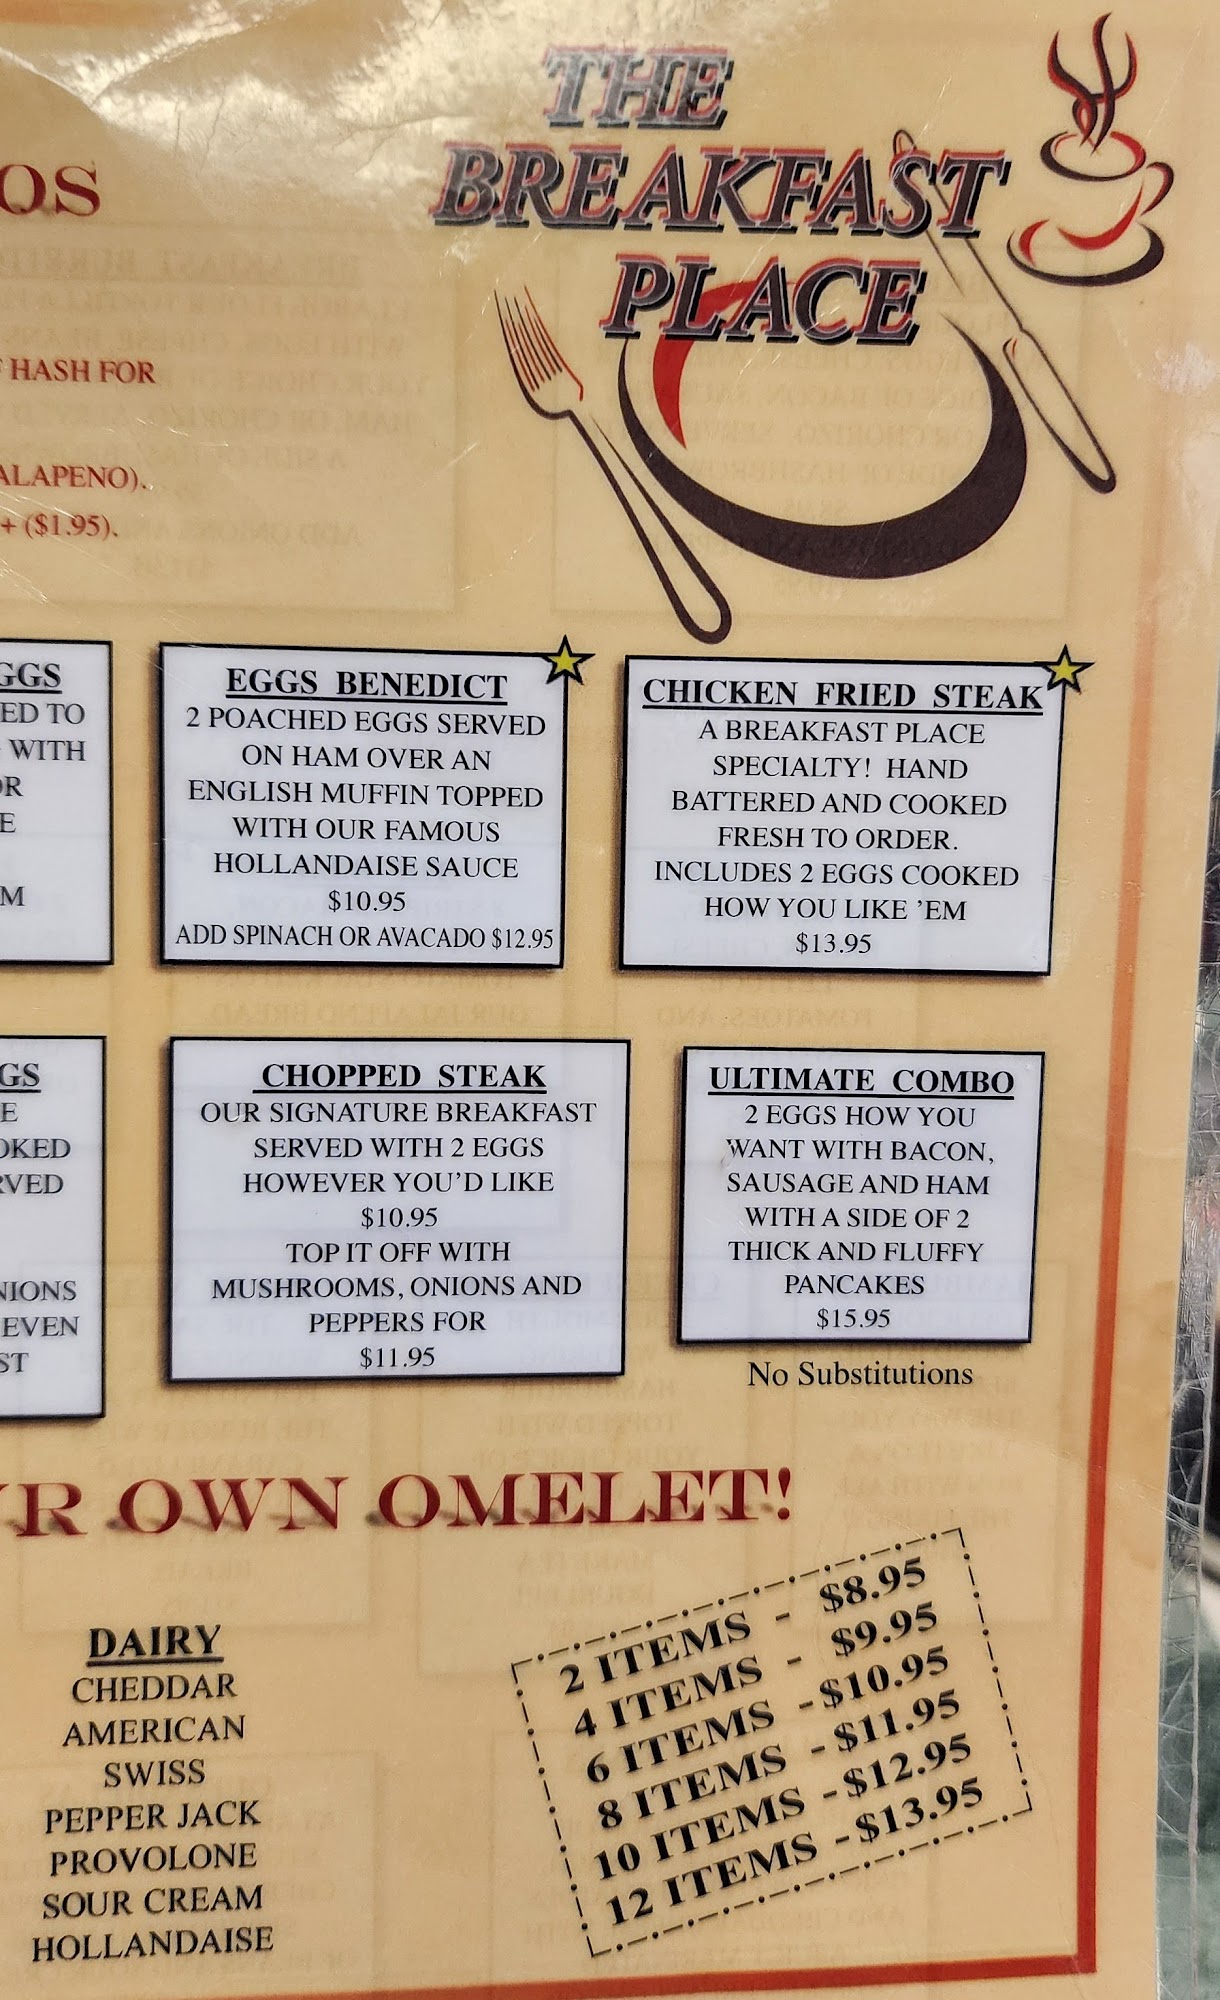 THE
BREAKFAST
PLACE
OS
HASH FOR
ALAPENO).
+ ($1.95).
GGS
ED TO
WITH
OR
E
M
EGGS BENEDICT
2 POACHED EGGS SERVED
ON HAM OVER AN
ENGLISH MUFFIN TOPPED
WITH OUR FAMOUS
HOLLANDAISE SAUCE
$10.95
ADD SPINACH OR AVACADO $12.95
CHICKEN FRIED STEAK
A BREAKFAST PLACE
SPECIALTY! HAND
BATTERED AND COOKED
FRESH TO ORDER.
INCLUDES 2 EGGS COOKED
HOW YOU LIKE 'EM
$13.95
GS
E
OKED
RVED
NIONS
EVEN
ST
CHOPPED STEAK
OUR SIGNATURE BREAKFAST
SERVED WITH 2 EGGS
HOWEVER YOU'D LIKE
$10.95
TOP IT OFF WITH
MUSHROOMS, ONIONS AND
PEPPERS FOR
$11.95
ULTIMATE COMBO
2 EGGS HOW YOU
WANT WITH BACON,
SAUSAGE AND HAM
WITH A SIDE OF 2
THICK AND FLUFFY
PANCAKES
$15.95
No Substitutions
R OWN OMELET!
DAIRY
CHEDDAR
AMERICAN
SWISS
PEPPER JACK
PROVOLONE
SOUR CREAM
HOLLANDAISE
2 ITEMS - $8.95
4 ITEMS - $9.95
6 ITEMS - $10.95
8 ITEMS - $11.95
10 ITEMS - $12.95
12 ITEMS - $13.95